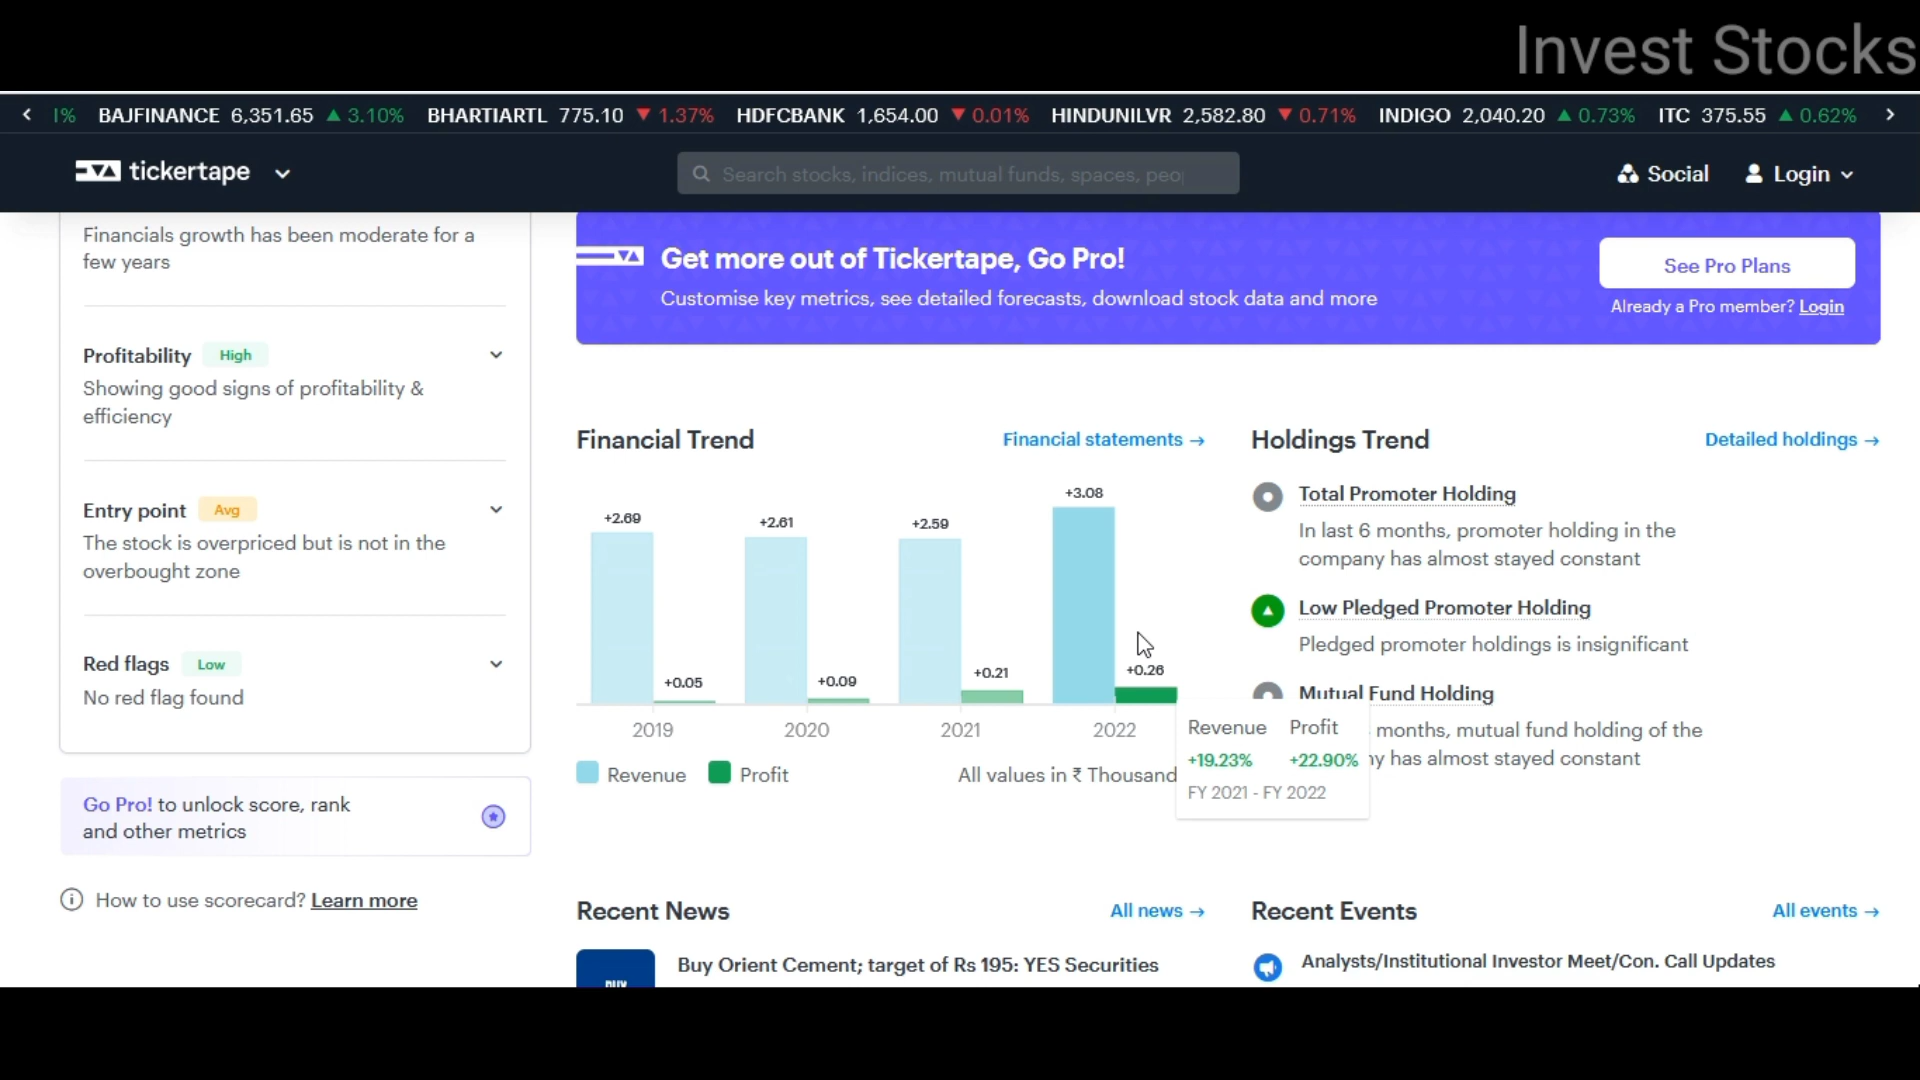 Invest Stocks
1% BAJFINANCE 6,351.65 ▲ 3.10% BHARTIARTL 775.10 ▼ 1.37% HDFCBANK 1,654.00 ▼ 0.01% HINDUNILVR 2,582.80 ▼ 0.71% INDIGO 2,040.20 ▲ 0.73% ITC 375.55 ▲ 0.62%
tickertape
Search stocks, indices, mutual funds, spaces, peo
Social
Login
Financials growth has been moderate for a
few years
Profitability High
Showing good signs of profitability &
efficiency
Entry point Avg
The stock is overpriced but is not in the
overbought zone
Red flags Low
No red flag found
Go Pro! to unlock score, rank
and other metrics
How to use scorecard? Learn more
Get more out of Tickertape, Go Pro!
Customise key metrics, see detailed forecasts, download stock data and more
See Pro Plans
Already a Pro member? Login
Financial Trend
Financial statements →
+2.69 +2.61 +2.59 +3.08
+0.05 +0.09 +0.21 +0.26
2019 2020 2021 2022
Revenue Profit
All values in ₹ Thousand
Revenue Profit
+19.23% +22.90%
FY 2021 - FY 2022
Holdings Trend
Detailed holdings →
Total Promoter Holding
In last 6 months, promoter holding in the
company has almost stayed constant
Low Pledged Promoter Holding
Pledged promoter holdings is insignificant
Mutual Fund Holding
months, mutual fund holding of the
ny has almost stayed constant
Recent News
All news →
Buy Orient Cement; target of Rs 195: YES Securities
BUY
Recent Events
All events →
Analysts/Institutional Investor Meet/Con. Call Updates